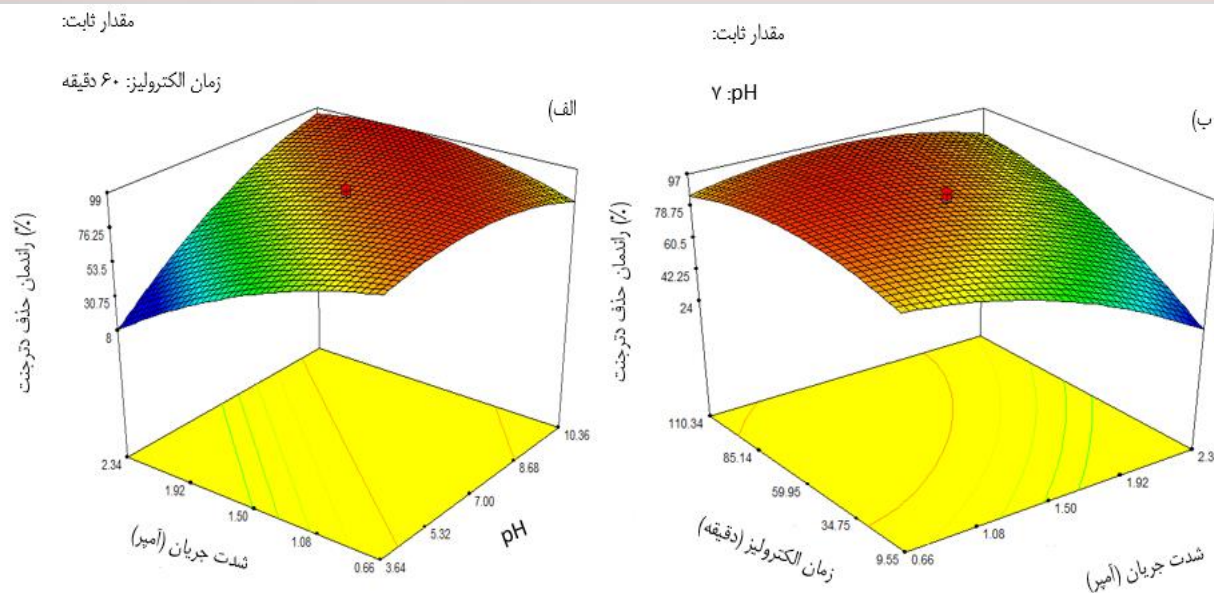 مقدار ثابت:
زمان الکترولیز: ۶۰ دقیقه
الف)
راندمان حذف دترجنت (%)
99
76.25
53.5
30.75
8
2.34
1.92
1.50
1.08
0.66
3.64
5.32
7.00
8.68
10.36
شدت جریان (آمپر)
pH
مقدار ثابت:
pH: ۷
ب)
راندمان حذف دترجنت (%)
97
78.75
60.5
42.25
24
110.34
85.14
59.95
34.75
9.55
0.66
1.08
1.50
1.92
2.3
زمان الکترولیز (دقیقه)
شدت جریان (آمپر)